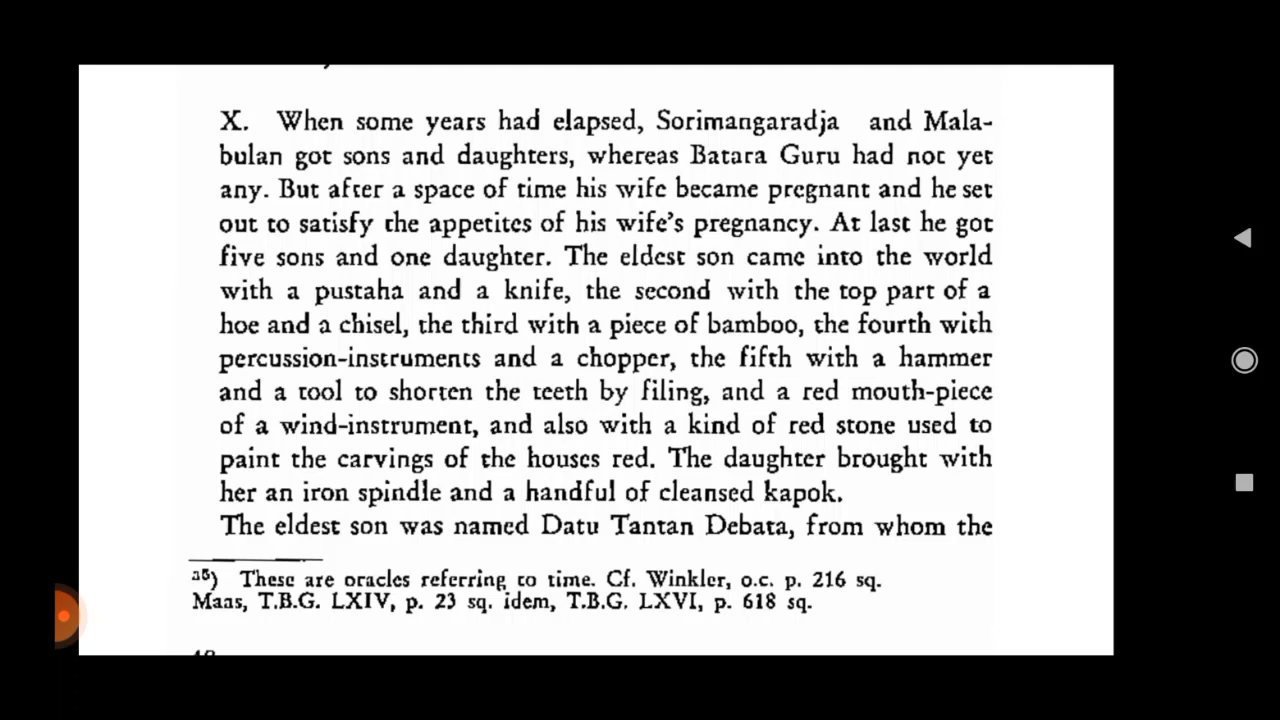 X. When some years had elapsed, Sorimangaradja and Mala-
bulan got sons and daughters, whereas Batara Guru had not yet
any. But after a space of time his wife became pregnant and he set
out to satisfy the appetites of his wife's pregnancy. At last he got
five sons and one daughter. The eldest son came into the world
with a pustaha and a knife, the second with the top part of a
hoe and a chisel, the third with a piece of bamboo, the fourth with
percussion-instruments and a chopper, the fifth with a hammer
and a tool to shorten the teeth by filing, and a red mouth-piece
of a wind-instrument, and also with a kind of red stone used to
paint the carvings of the houses red. The daughter brought with
her an iron spindle and a handful of cleansed kapok.
The eldest son was named Datu Tantan Debata, from whom the
³⁵) These are oracles referring to time. Cf. Winkler, o.c. p. 216 sq.
Maas, T.B.G. LXIV, p. 23 sq. idem, T.B.G. LXVI, p. 618 sq.